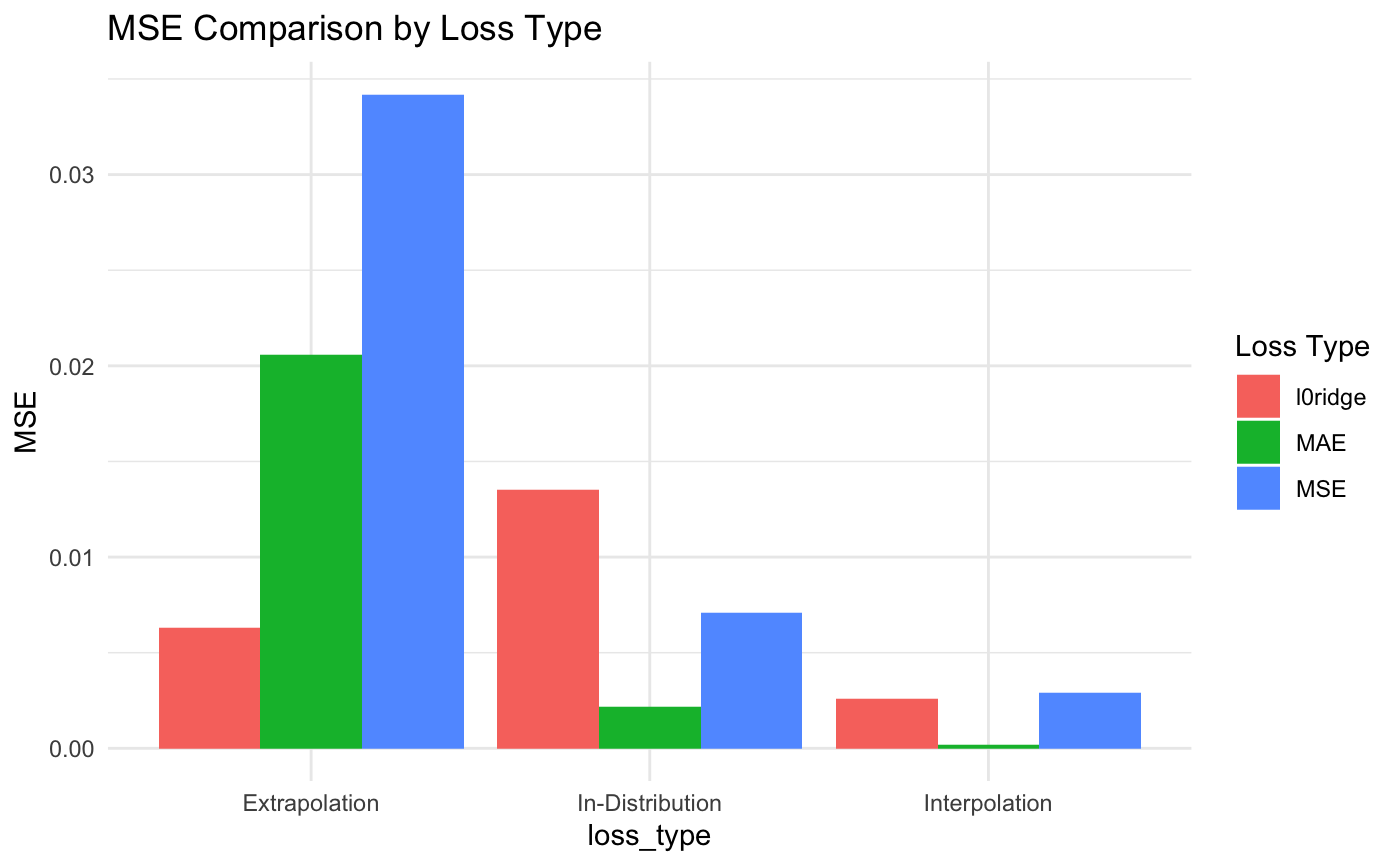 MSE Comparison by Loss Type
MSE
0.03
0.02
0.01
0.00
Extrapolation
In-Distribution
Interpolation
loss_type
Loss Type
l0ridge
MAE
MSE